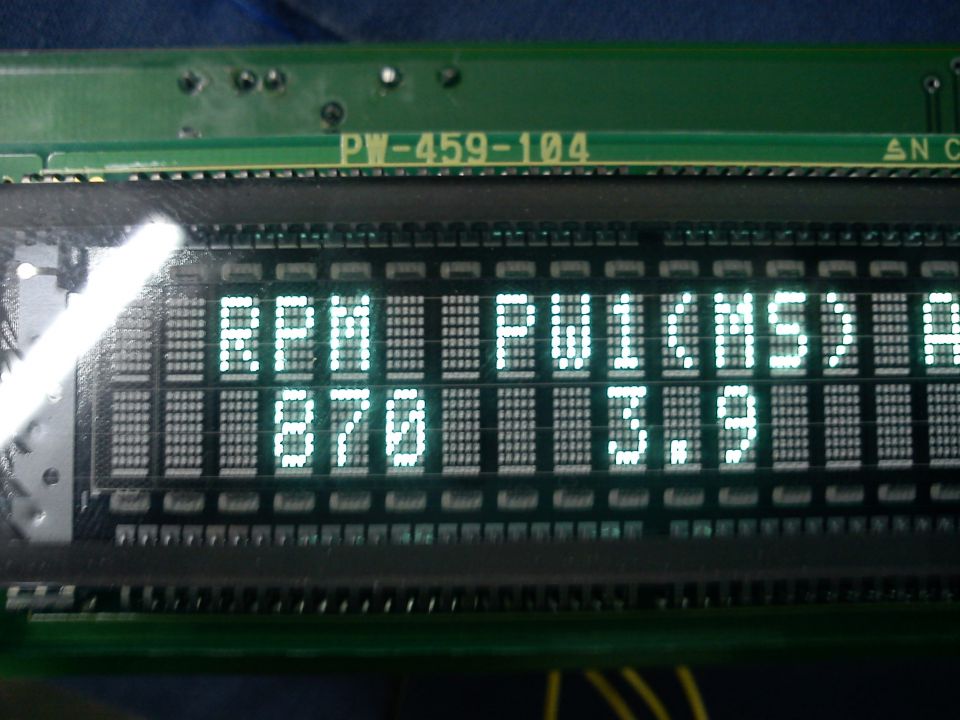 PW-459-104
RPM PW1(MS) A
870 3.9